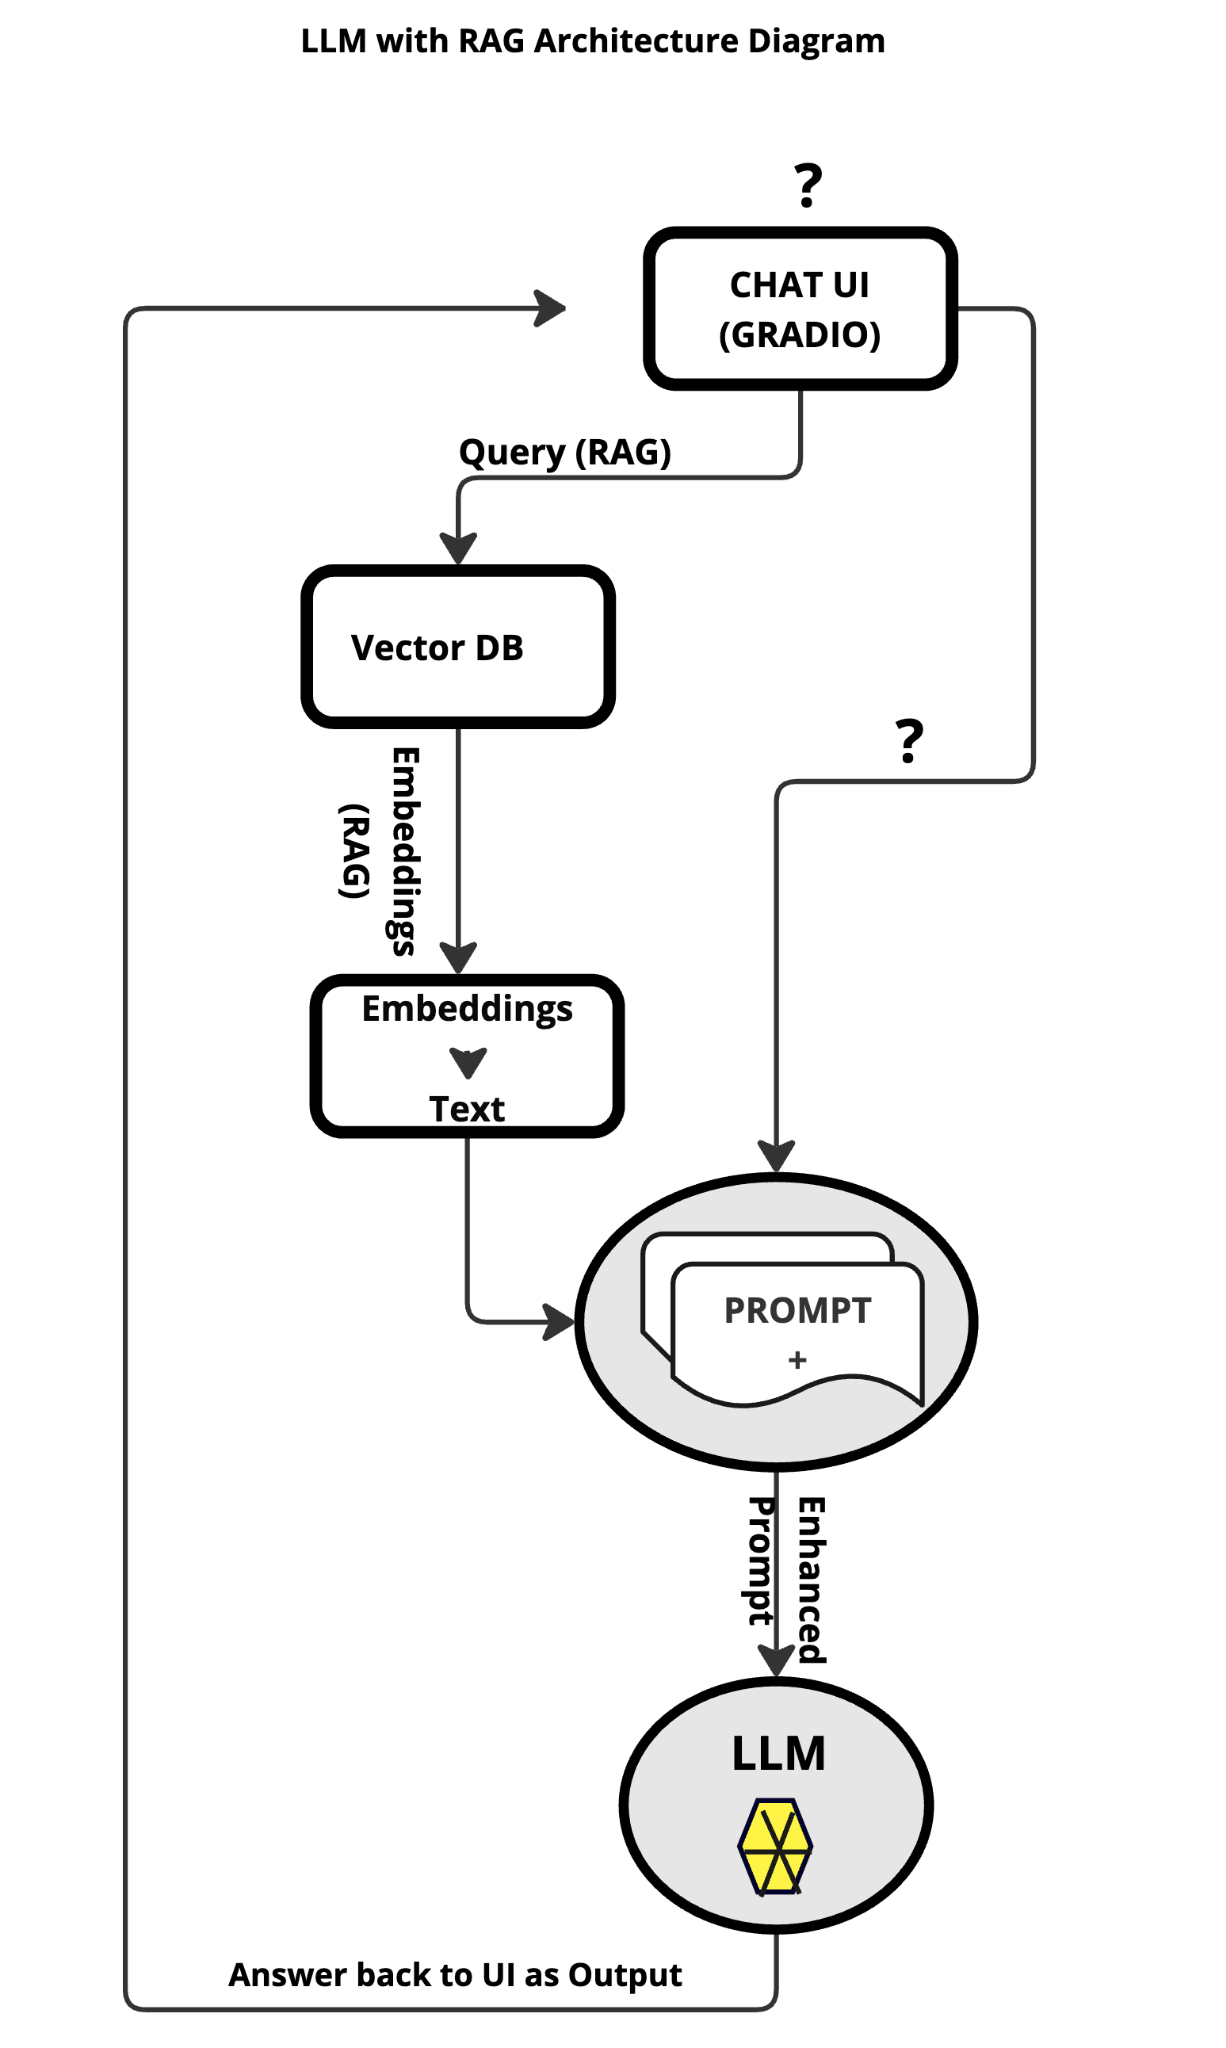 LLM with RAG Architecture Diagram
?
CHAT UI
(GRADIO)
Query (RAG)
Vector DB
?
Embeddings
(RAG)
Embeddings
Text
PROMPT
+
Enhanced
Prompt
LLM
Answer back to UI as Output